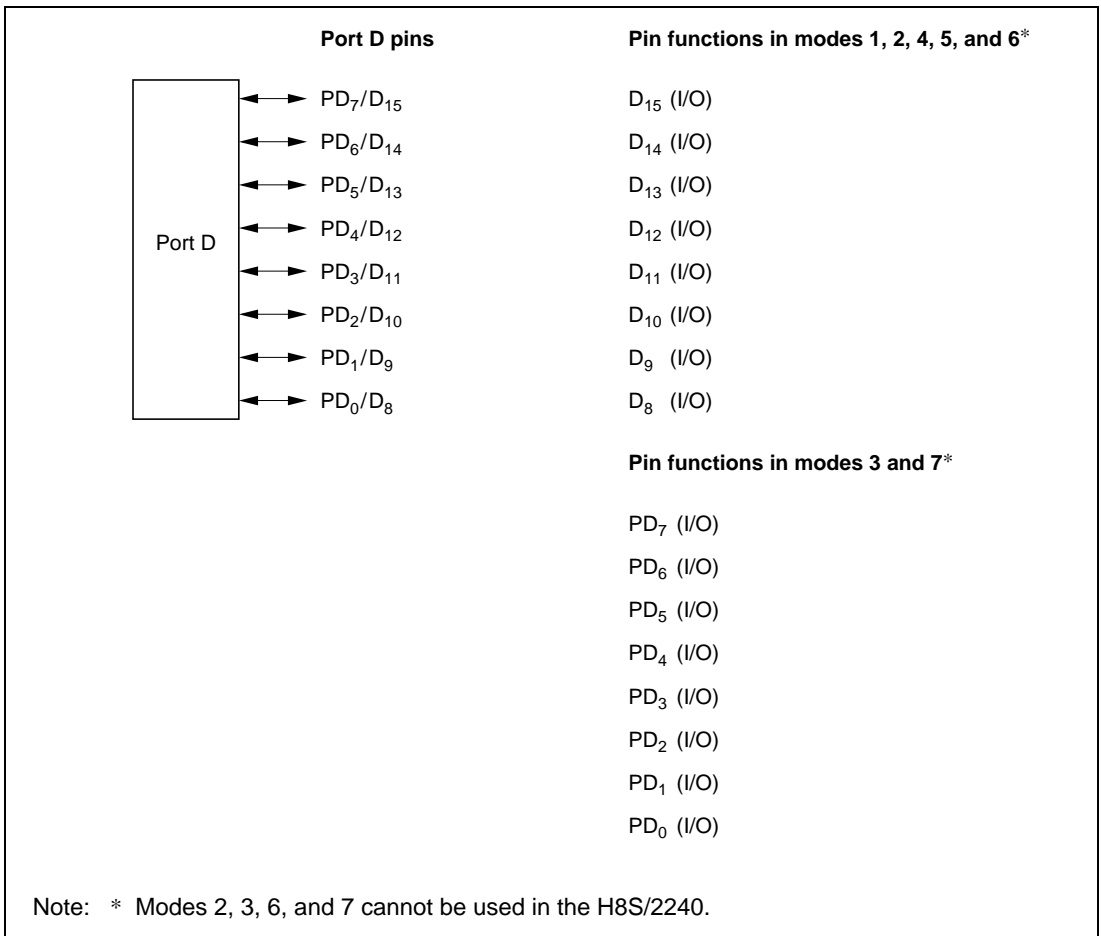 Port D pins Pin functions in modes 1, 2, 4, 5, and 6*
PD₇/D₁₅ D₁₅ (I/O)
PD₆/D₁₄ D₁₄ (I/O)
PD₅/D₁₃ D₁₃ (I/O)
PD₄/D₁₂ D₁₂ (I/O)
Port D
PD₃/D₁₁ D₁₁ (I/O)
PD₂/D₁₀ D₁₀ (I/O)
PD₁/D₉ D₉ (I/O)
PD₀/D₈ D₈ (I/O)
Pin functions in modes 3 and 7*
PD₇ (I/O)
PD₆ (I/O)
PD₅ (I/O)
PD₄ (I/O)
PD₃ (I/O)
PD₂ (I/O)
PD₁ (I/O)
PD₀ (I/O)
Note: * Modes 2, 3, 6, and 7 cannot be used in the H8S/2240.